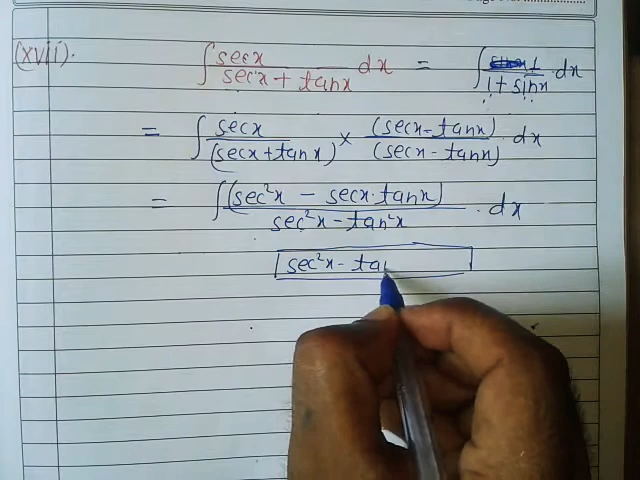 (xviii). ∫ secx / (secx + tanx) dx = ∫ 1 / (1 + sinx) dx
= ∫ secx / (secx + tanx) × (secx - tanx) / (secx - tanx) . dx
= ∫ (sec²x - secx.tanx) / (sec²x - tan²x) . dx
sec²x - ta